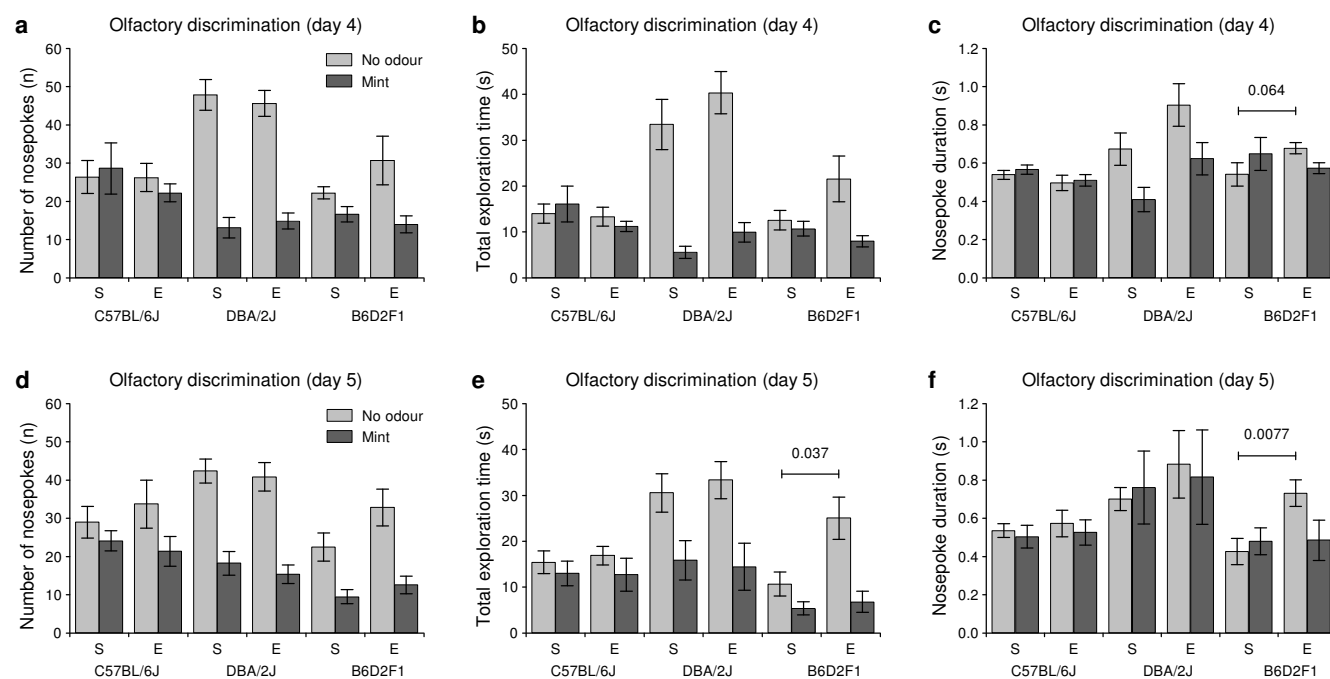 a Olfactory discrimination (day 4)
Number of nosepokes (n)
60
50
40
30
20
10
0
No odour
Mint
S E S E S E
C57BL/6J DBA/2J B6D2F1
b Olfactory discrimination (day 4)
Total exploration time (s)
50
40
30
20
10
0
S E S E S E
C57BL/6J DBA/2J B6D2F1
c Olfactory discrimination (day 4)
Nosepoke duration (s)
1.2
1.0
0.8
0.6
0.4
0.2
0.0
0.064
S E S E S E
C57BL/6J DBA/2J B6D2F1
d Olfactory discrimination (day 5)
Number of nosepokes (n)
60
50
40
30
20
10
0
No odour
Mint
S E S E S E
C57BL/6J DBA/2J B6D2F1
e Olfactory discrimination (day 5)
Total exploration time (s)
50
40
30
20
10
0
0.037
S E S E S E
C57BL/6J DBA/2J B6D2F1
f Olfactory discrimination (day 5)
Nosepoke duration (s)
1.2
1.0
0.8
0.6
0.4
0.2
0.0
0.0077
S E S E S E
C57BL/6J DBA/2J B6D2F1